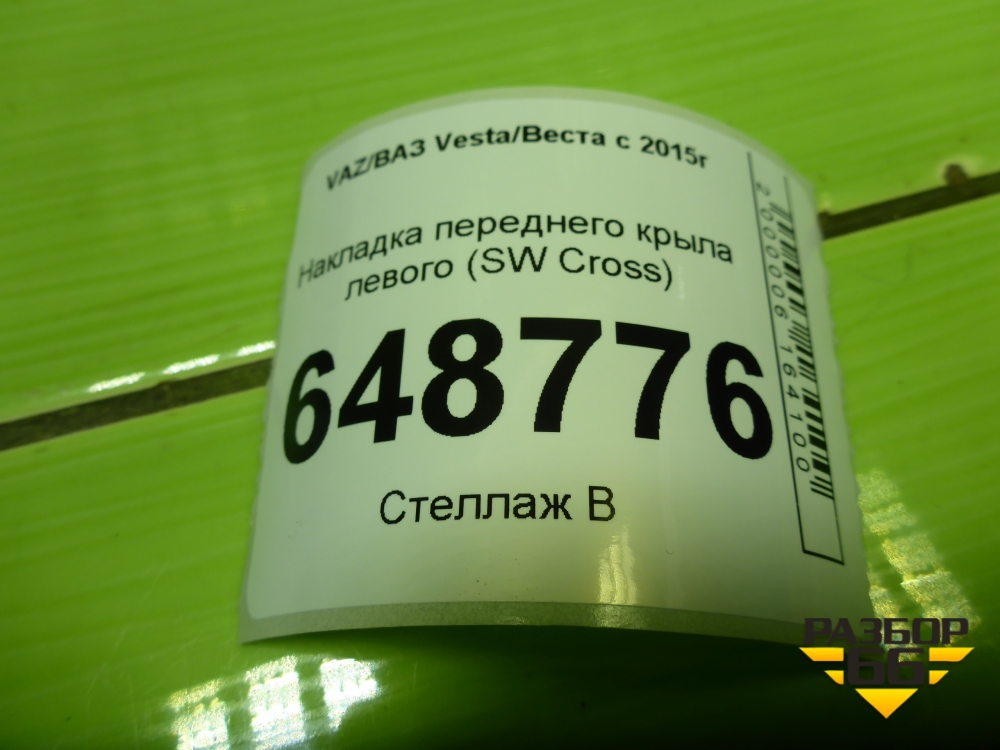 VAZ/ВАЗ Vesta/Веста с 2015г
Накладка переднего крыла
левого (SW Cross)
648776
Стеллаж В
2000006164100
РАЗБОР
66